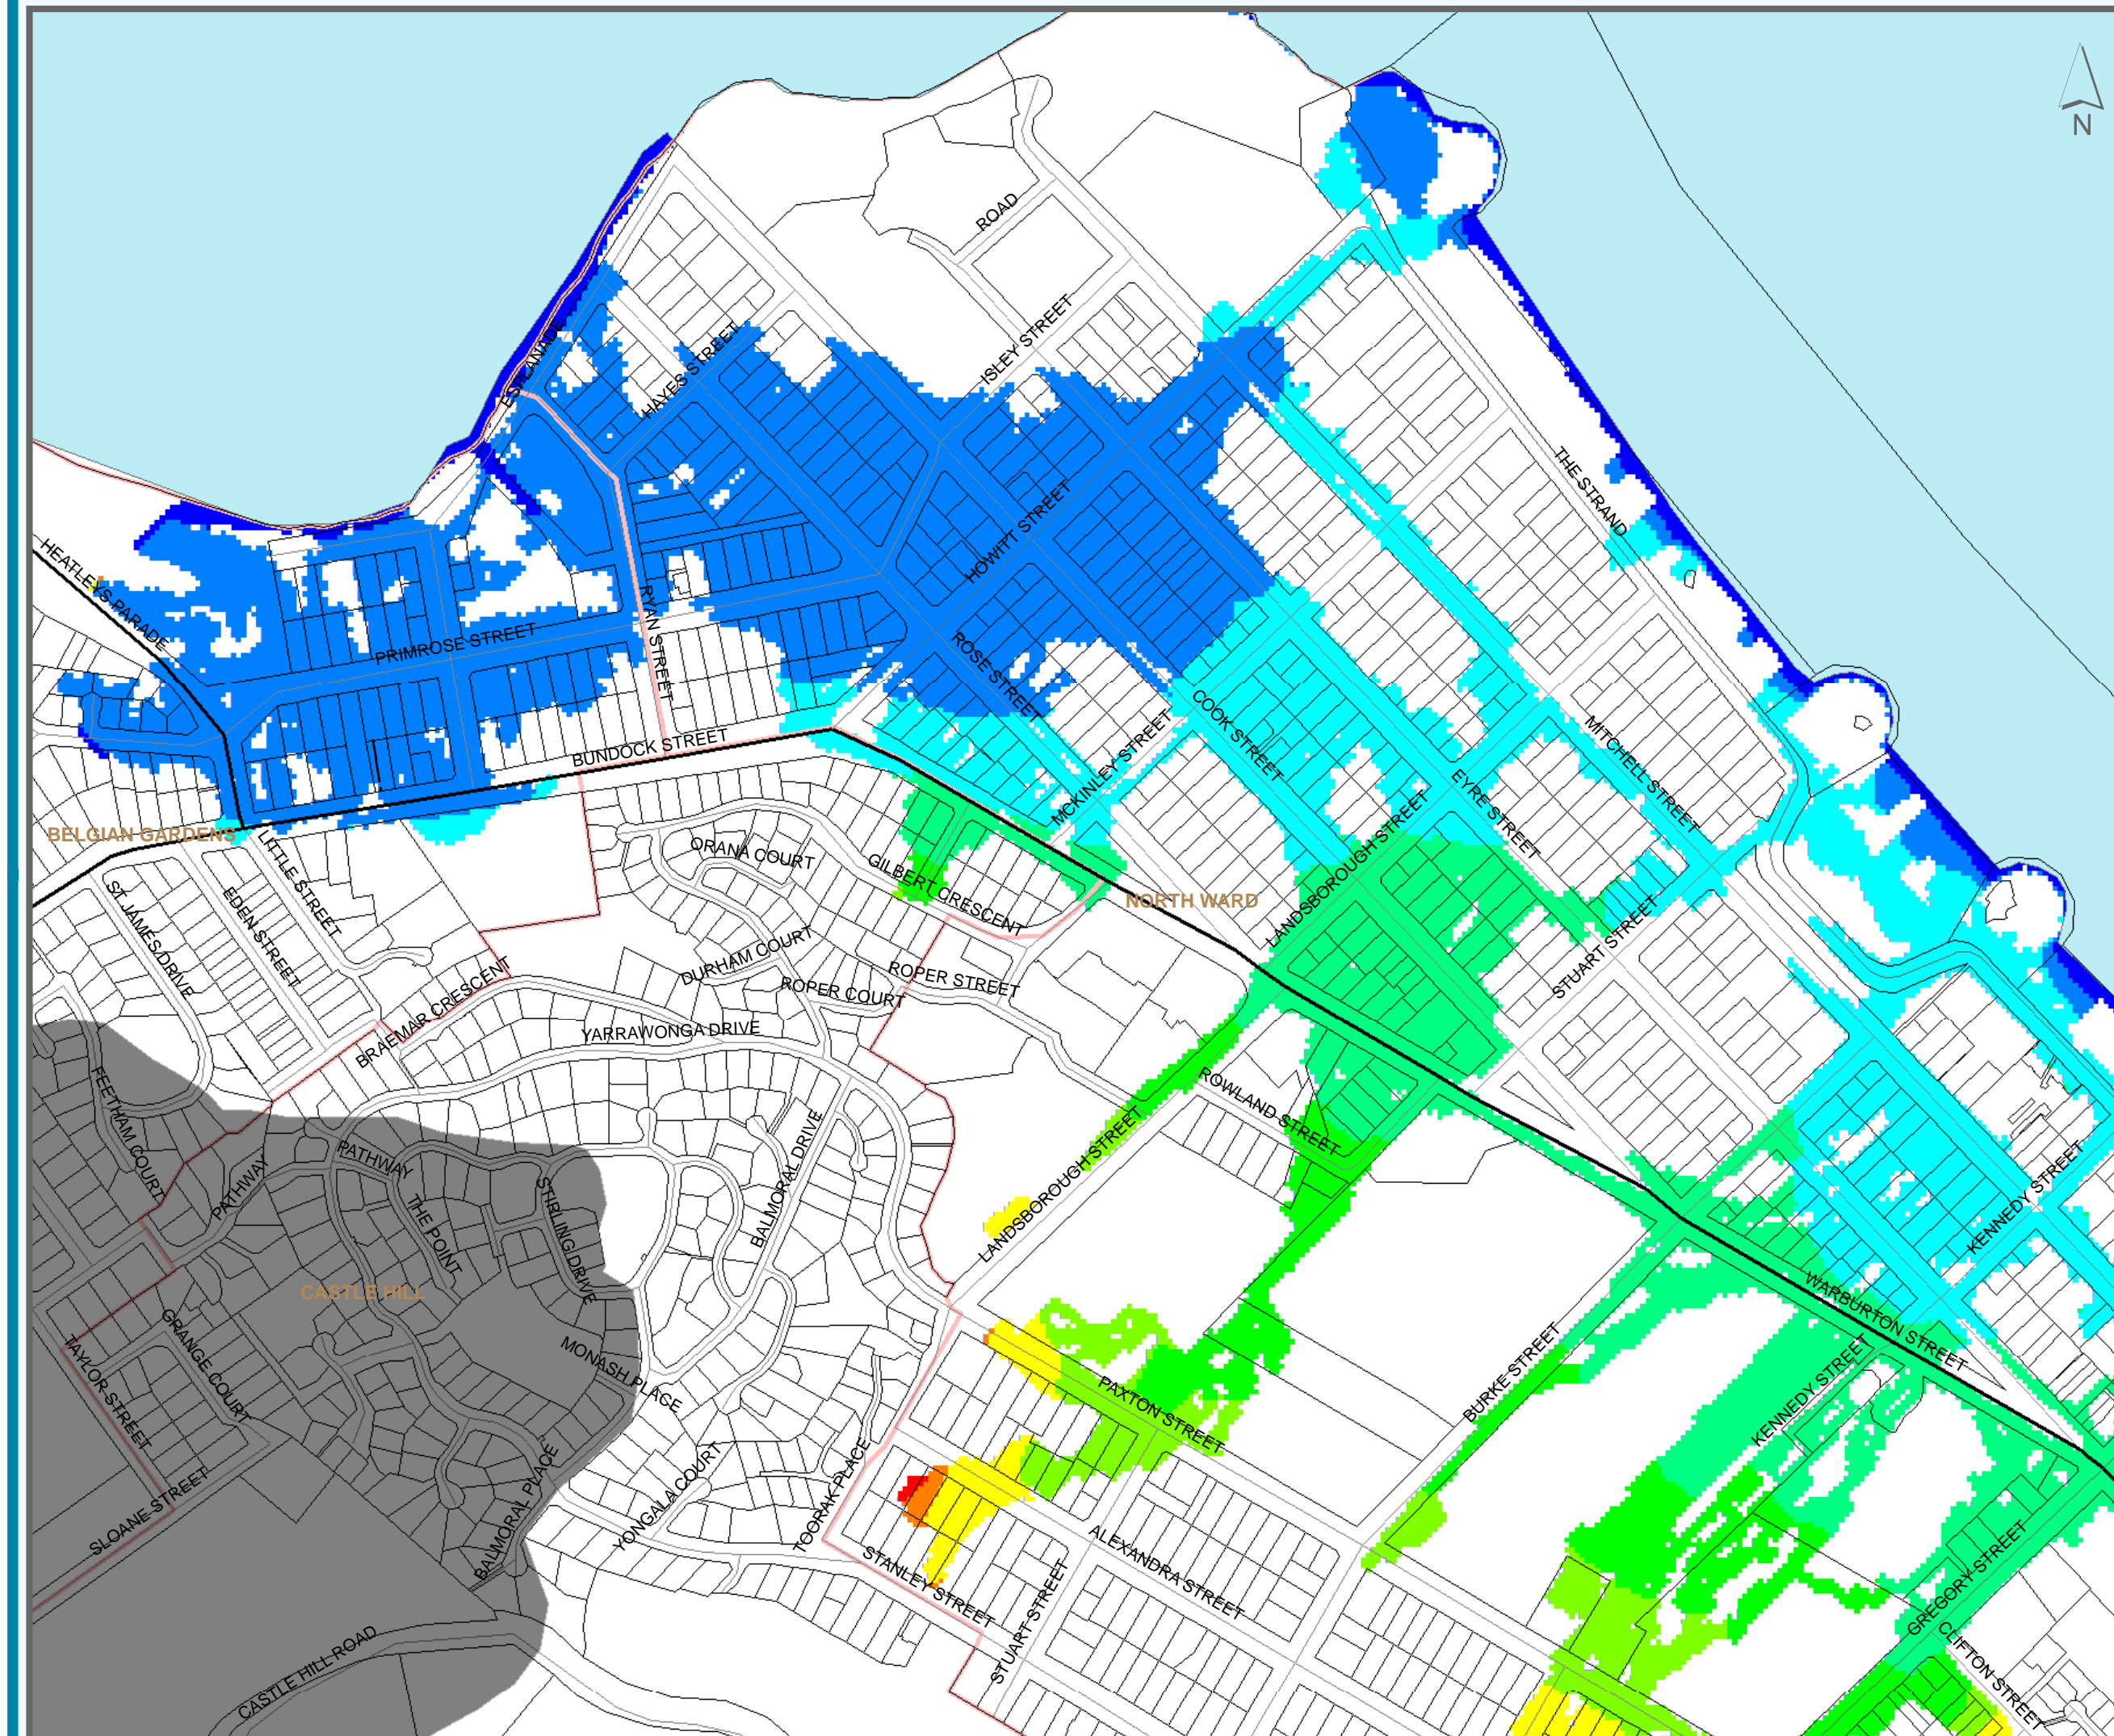 N
ROAD
ISLEY STREET
ESPLANADE
HAYES STREET
THE STRAND
HOWITT STREET
HEATLEYS PARADE
PRIMROSE STREET
RYAN STREET
ROSE STREET
COOK STREET
MCKINLEY STREET
MITCHELL STREET
BUNDOCK STREET
EYRE STREET
BELGIAN GARDENS
LITTLE STREET
ORANA COURT
GILBERT CRESCENT
NORTH WARD
LANDSBOROUGH STREET
STUART STREET
ST JAMES DRIVE
EDEN STREET
DURHAM COURT
ROPER STREET
ROPER COURT
BRAEMAR CRESCENT
YARRAWONGA DRIVE
FEETHAM COURT
ROWLAND STREET
LANDSBOROUGH STREET
PATHWAY
PATHWAY
THE POINT
STIRLING DRIVE
BALMORAL DRIVE
KENNEDY STREET
CASTLE HILL
WARBURTON STREET
GRANGE COURT
TAYLOR STREET
MONASH PLACE
PAXTON STREET
BURKE STREET
KENNEDY STREET
SLOANE STREET
BALMORAL PLACE
YONGALA COURT
TOORAK PLACE
STANLEY STREET
ALEXANDRA STREET
STUART STREET
GREGORY STREET
CLIFTON STREET
CASTLE HILL ROAD